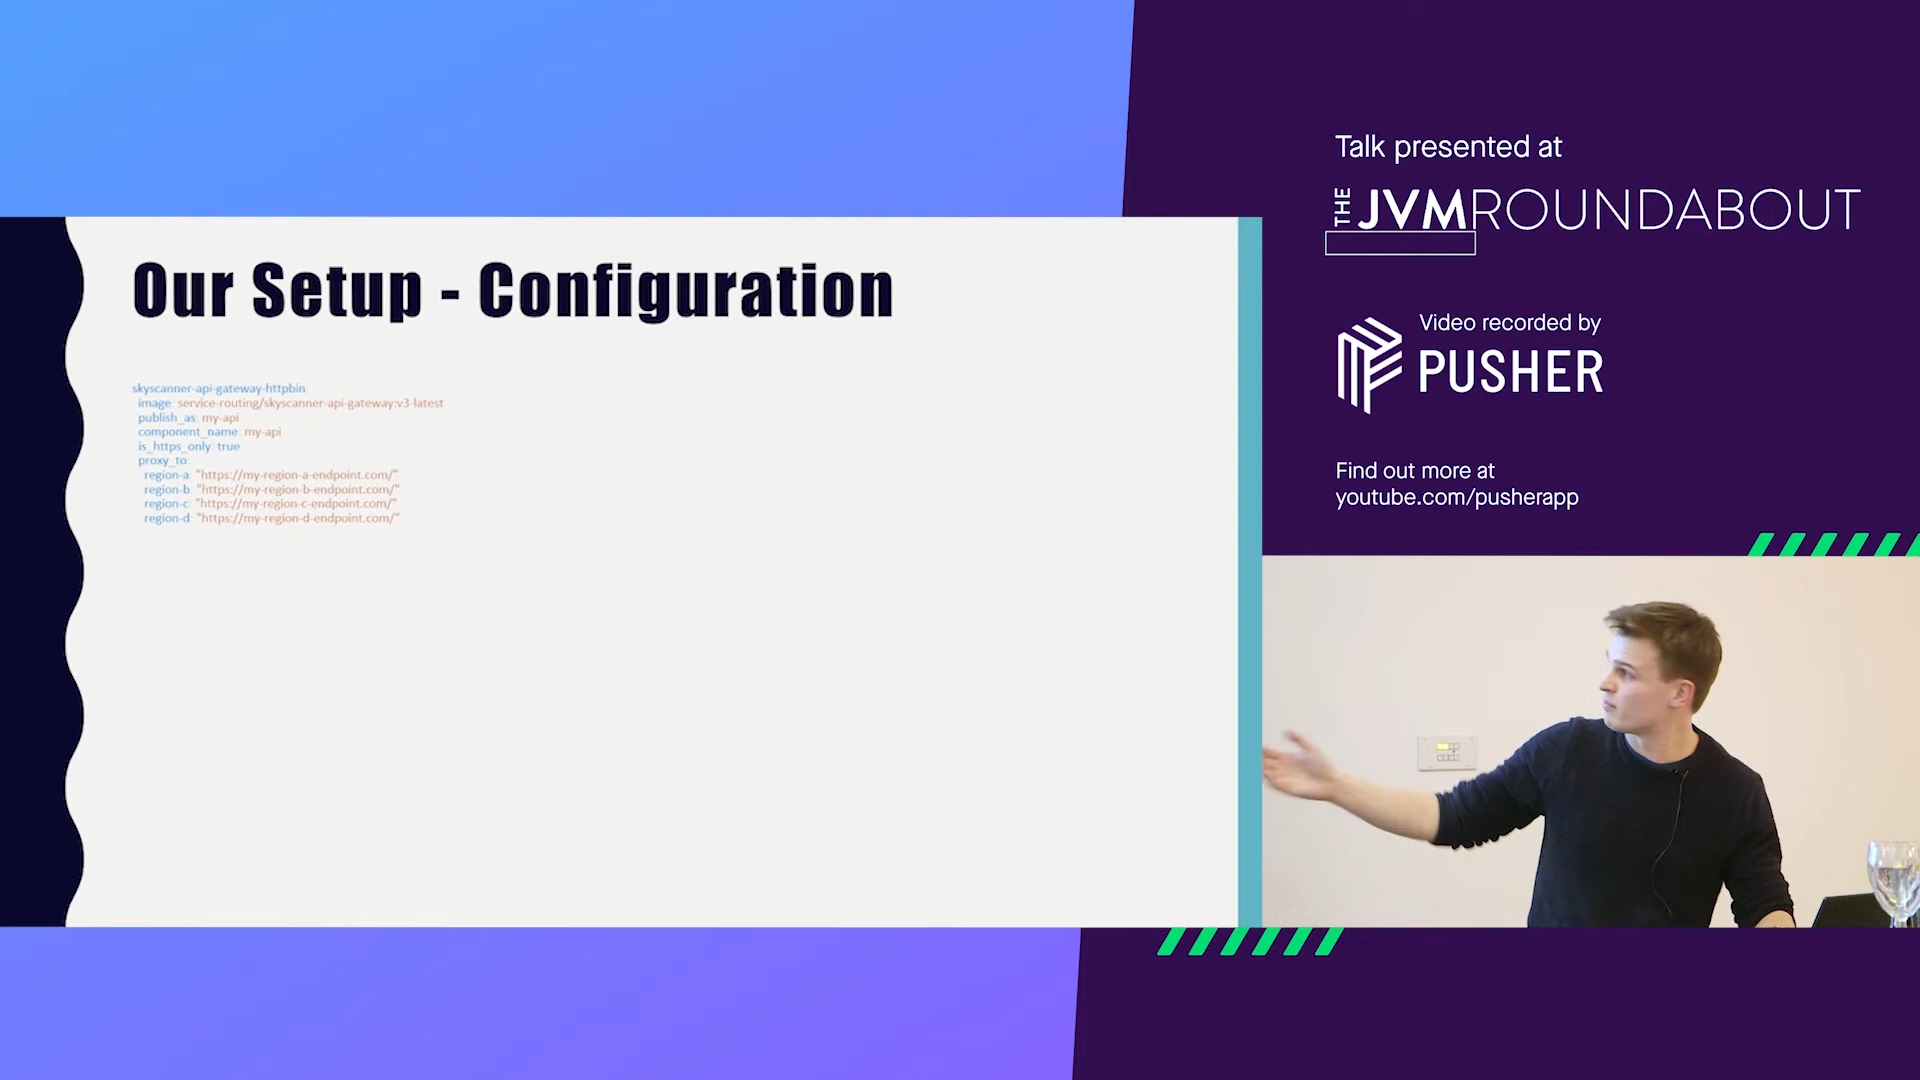 Our Setup - Configuration
skyscanner-api-gateway-httpbin:
image: service-routing/skyscanner-api-gateway:v3-latest
publish_as: my-api
component_name: my-api
is_https_only: true
proxy_to:
region-a: "https://my-region-a-endpoint.com/"
region-b: "https://my-region-b-endpoint.com/"
region-c: "https://my-region-c-endpoint.com/"
region-d: "https://my-region-d-endpoint.com/"
Talk presented at
THE JVMROUNDABOUT
Video recorded by
PUSHER
Find out more at
youtube.com/pusherapp